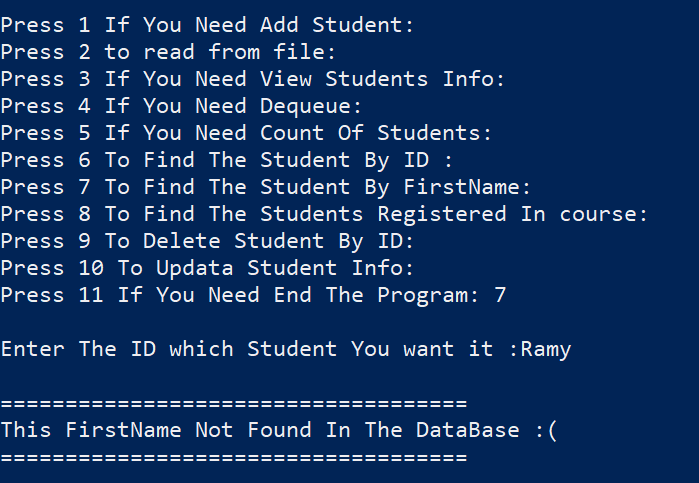 Press 1 If You Need Add Student:
Press 2 to read from file:
Press 3 If You Need View Students Info:
Press 4 If You Need Dequeue:
Press 5 If You Need Count Of Students:
Press 6 To Find The Student By ID :
Press 7 To Find The Student By FirstName:
Press 8 To Find The Students Registered In course:
Press 9 To Delete Student By ID:
Press 10 To Updata Student Info:
Press 11 If You Need End The Program: 7
Enter The ID which Student You want it :Ramy
====================================
This FirstName Not Found In The DataBase :(
====================================